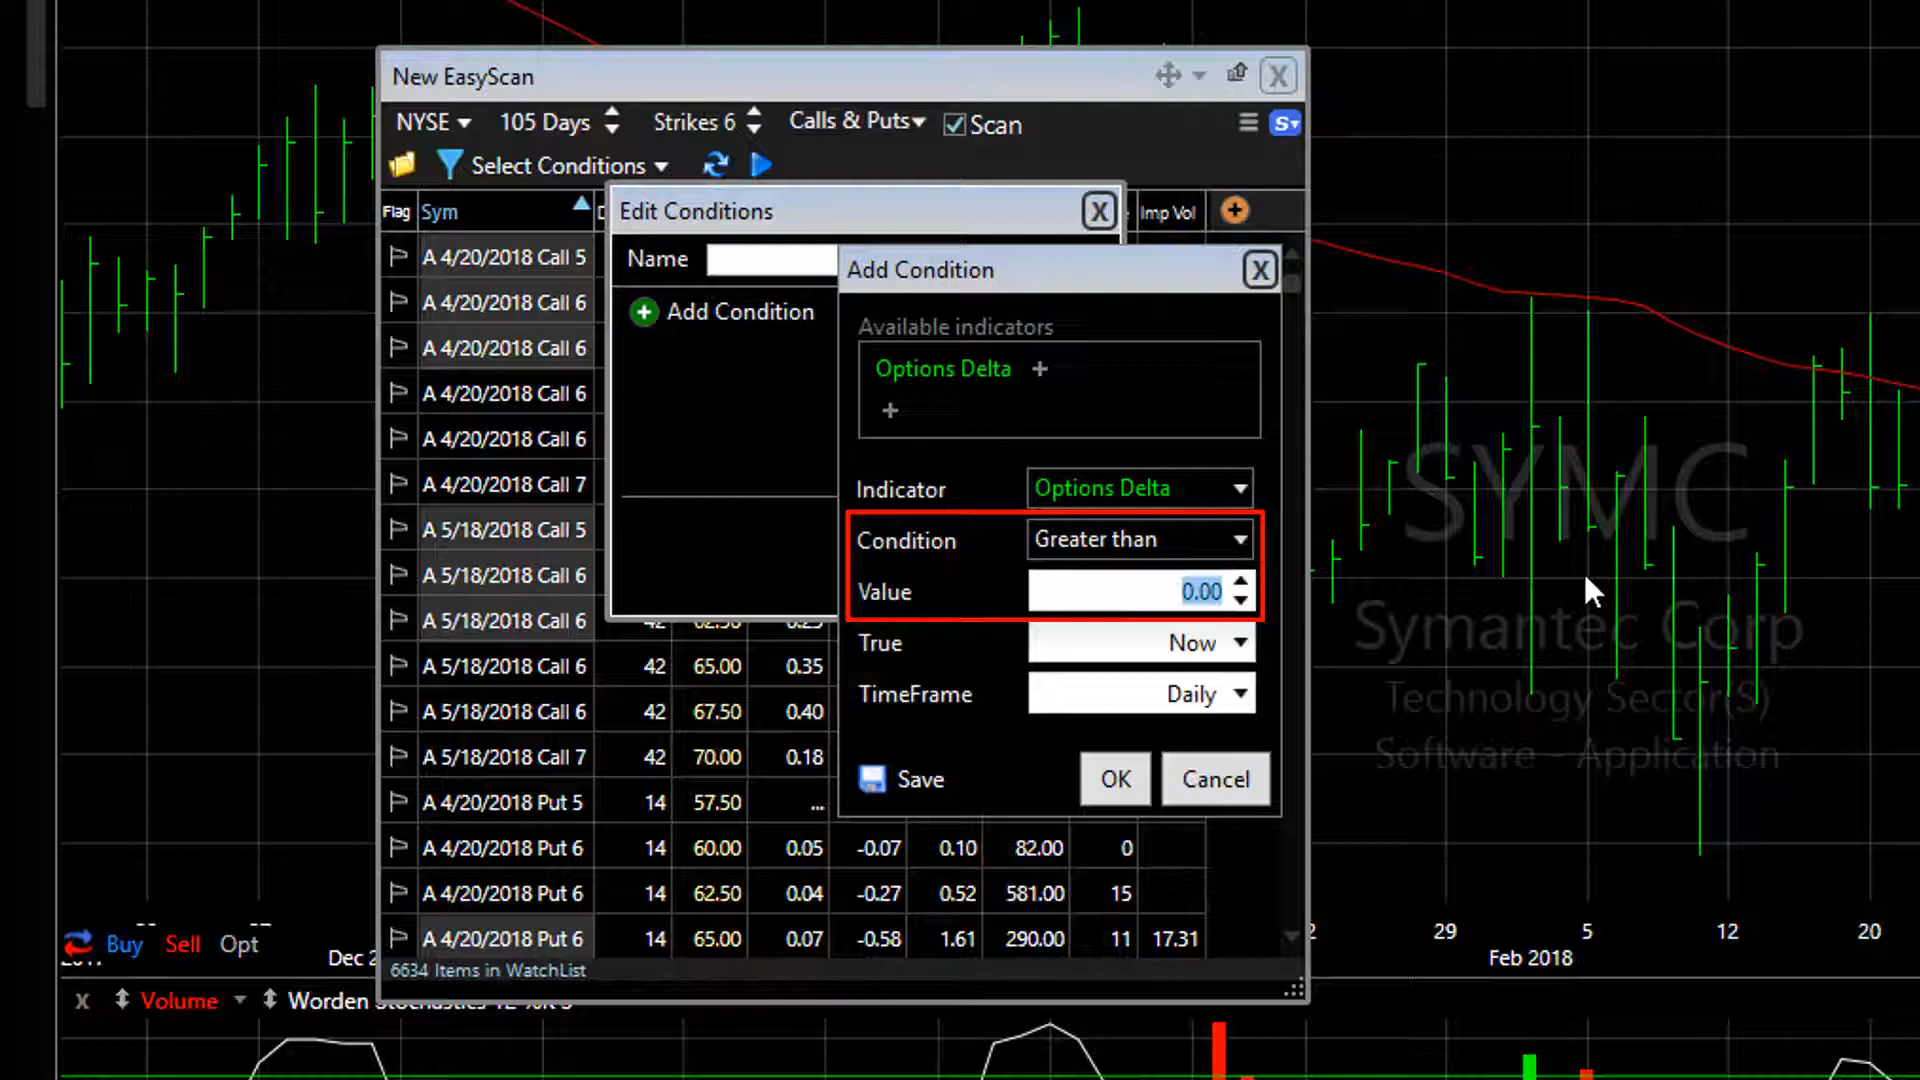 New EasyScan
X
NYSE 105 Days Strikes 6 Calls & Puts Scan
S
Select Conditions
Flag Sym Imp Vol
Edit Conditions X
Name
Add Condition
Add Condition X
Available indicators
Options Delta +
+
Indicator Options Delta
Condition Greater than
Value 0.00
True Now
TimeFrame Daily
Save OK Cancel
A 4/20/2018 Call 5
A 4/20/2018 Call 6
A 4/20/2018 Call 6
A 4/20/2018 Call 6
A 4/20/2018 Call 6
A 4/20/2018 Call 7
A 5/18/2018 Call 5
A 5/18/2018 Call 6
A 5/18/2018 Call 6 42 62.50
A 5/18/2018 Call 6 42 65.00 0.35
A 5/18/2018 Call 6 42 67.50 0.40
A 5/18/2018 Call 7 42 70.00 0.18
A 4/20/2018 Put 5 14 57.50 ...
A 4/20/2018 Put 6 14 60.00 0.05 -0.07 0.10 82.00 0
A 4/20/2018 Put 6 14 62.50 0.04 -0.27 0.52 581.00 15
A 4/20/2018 Put 6 14 65.00 0.07 -0.58 1.61 290.00 11 17.31
6634 Items in WatchList
SYMC
Symantec Corp
Technology Sector(S)
Software - Application
Buy Sell Opt
Dec 2
29 5 12 20
Feb 2018
X Volume Worden Stochastics 12 %K 3